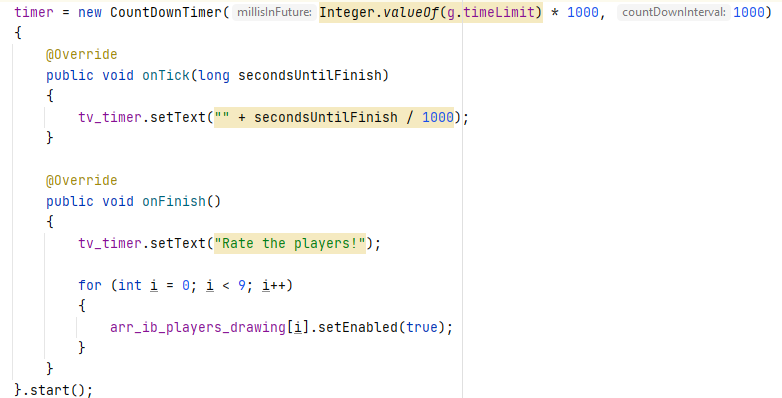 timer = new CountDownTimer( millisInFuture: Integer.valueOf(g.timeLimit) * 1000, countDownInterval: 1000)
{
@Override
public void onTick(long secondsUntilFinish)
{
tv_timer.setText("" + secondsUntilFinish / 1000);
}
@Override
public void onFinish()
{
tv_timer.setText("Rate the players!");
for (int i = 0; i < 9; i++)
{
arr_ib_players_drawing[i].setEnabled(true);
}
}
}.start();